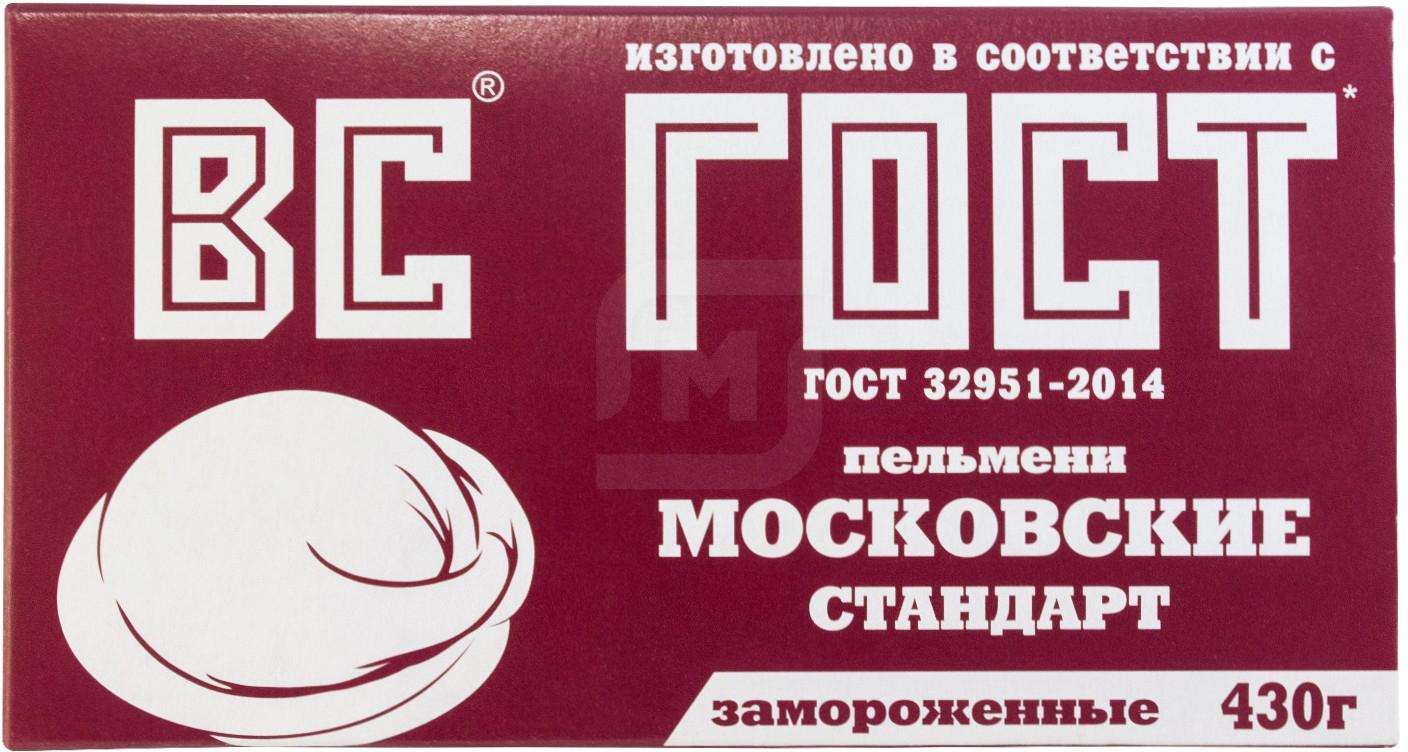 ВС®
изготовлено в соответствии с
ГОСТ*
ГОСТ 32951-2014
пельмени
МОСКОВСКИЕ
СТАНДАРТ
замороженные 430г
М